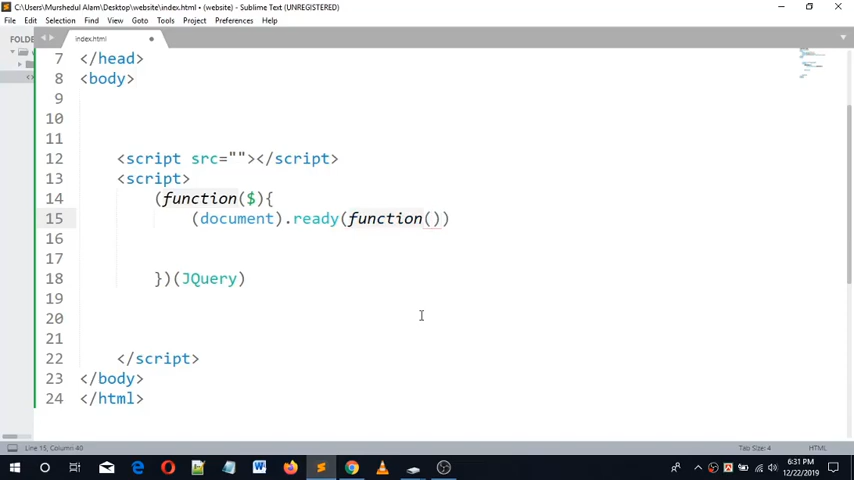 C:\Users\Murshedul Alam\Desktop\website\index.html • (website) - Sublime Text (UNREGISTERED)
File Edit Selection Find View Goto Tools Project Preferences Help
FOLD
index.html
7 </head>
8 <body>
9
10
11
12 <script src=""></script>
13 <script>
14 (function($){
15 (document).ready(function())
16
17
18 })(JQuery)
19
20
21
22 </script>
23 </body>
24 </html>
Line 15, Column 40 Tab Size: 4 HTML
6:31 PM
12/22/2019